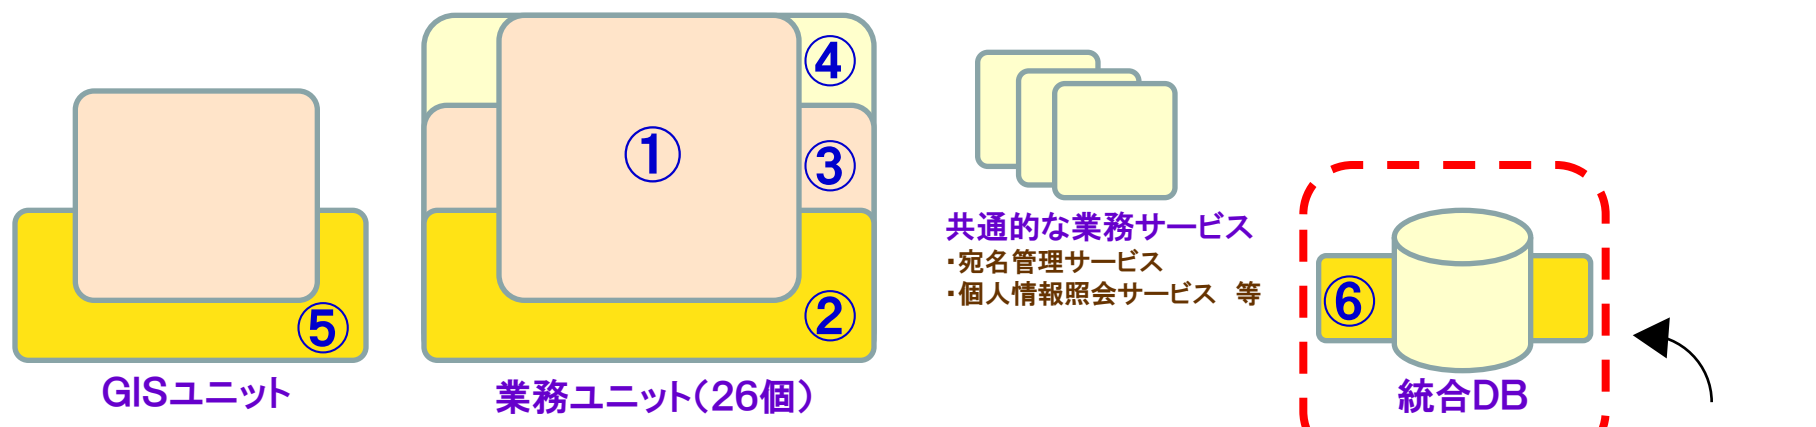 ④
①
③
共通的な業務サービス
・宛名管理サービス
・個人情報照会サービス 等
⑤
②
⑥
GISユニット
業務ユニット（26個）
統合DB